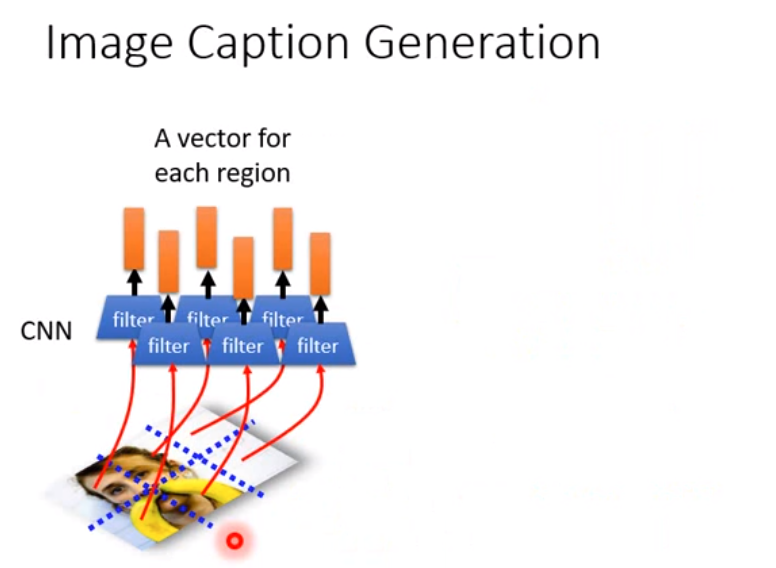 Image Caption Generation
A vector for
each region
filter filter filter
CNN
filter filter filter